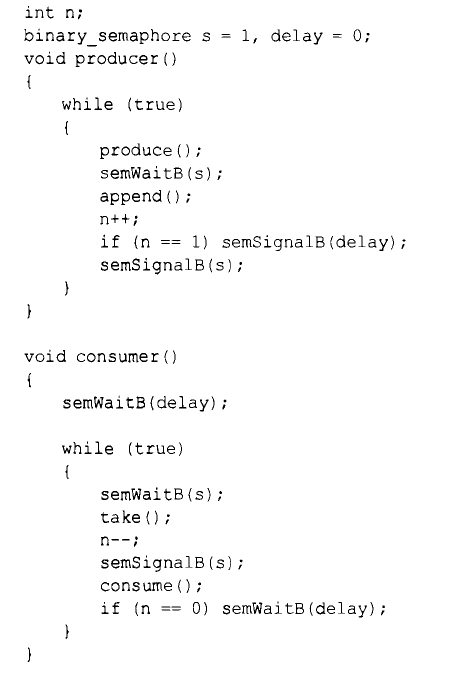 int n;
binary_semaphore s = 1, delay = 0;
void producer()
{
    while (true)
    {
        produce();
        semWaitB(s);
        append();
        n++;
        if (n == 1) semSignalB(delay);
        semSignalB(s);
    }
}

void consumer()
{
    semWaitB(delay);

    while (true)
    {
        semWaitB(s);
        take();
        n--;
        semSignalB(s);
        consume();
        if (n == 0) semWaitB(delay);
    }
}